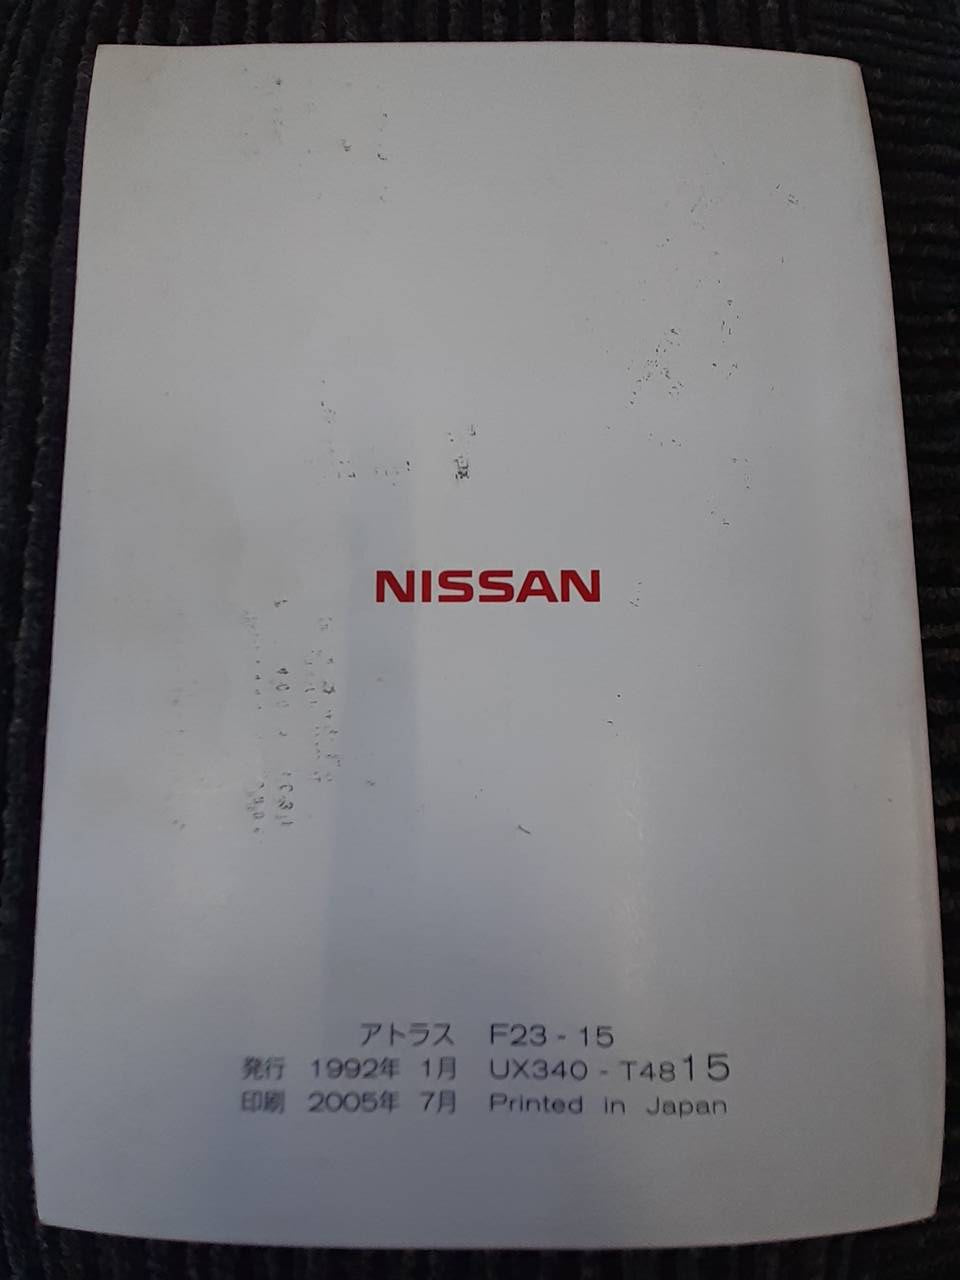 NISSAN
アトラス F23-15
発行 1992年 1月 UX340-T4815
印刷 2005年 7月 Printed in Japan